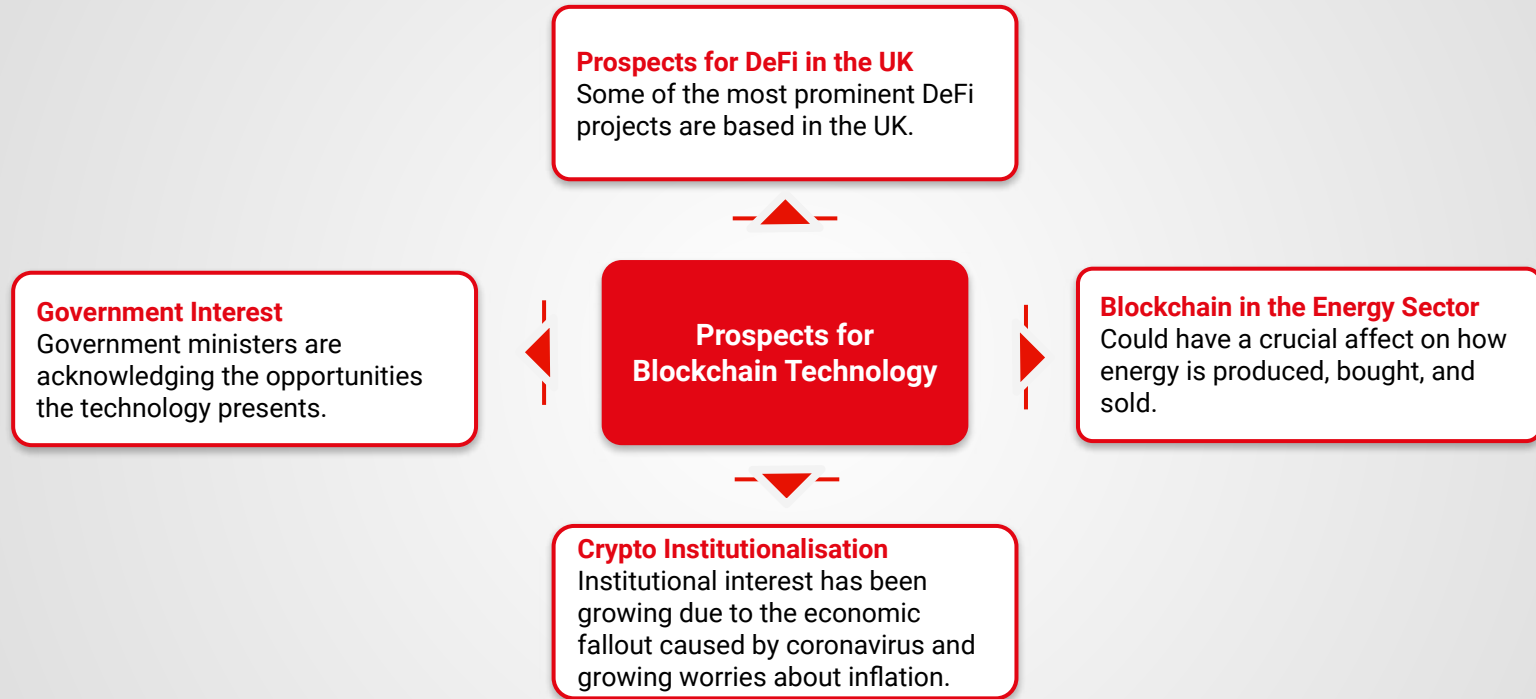 Prospects for DeFi in the UK
Some of the most prominent DeFi
projects are based in the UK.
Government Interest
Government ministers are
acknowledging the opportunities
the technology presents.
Prospects for
Blockchain Technology
Blockchain in the Energy Sector
Could have a crucial affect on how
energy is produced, bought, and
sold.
Crypto Institutionalisation
Institutional interest has been
growing due to the economic
fallout caused by coronavirus and
growing worries about inflation.